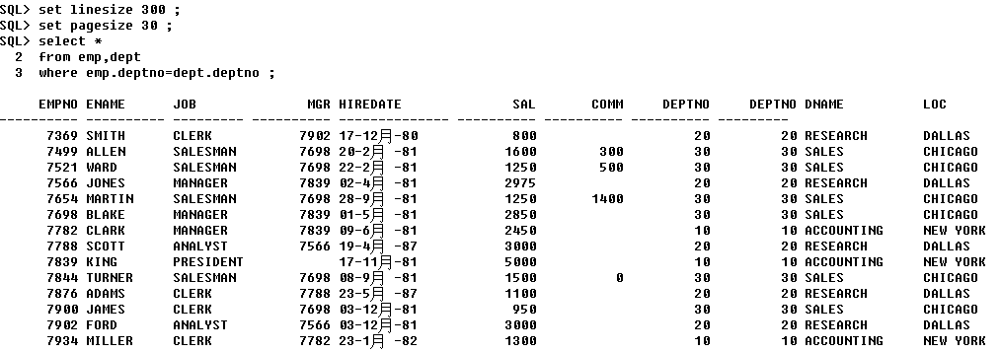 SQL> set linesize 300 ;
SQL> set pagesize 30 ;
SQL> select *
  2  from emp,dept
  3  where emp.deptno=dept.deptno ;

     EMPNO ENAME      JOB              MGR HIREDATE              SAL       COMM     DEPTNO     DEPTNO DNAME          LOC
---------- ---------- --------- ---------- -------------- ---------- ---------- ---------- ----------
      7369 SMITH      CLERK           7902 17-12月-80            800                    20         20 RESEARCH       DALLAS
      7499 ALLEN      SALESMAN        7698 20-2月 -81           1600        300         30         30 SALES          CHICAGO
      7521 WARD       SALESMAN        7698 22-2月 -81           1250        500         30         30 SALES          CHICAGO
      7566 JONES      MANAGER         7839 02-4月 -81           2975                    20         20 RESEARCH       DALLAS
      7654 MARTIN     SALESMAN        7698 28-9月 -81           1250       1400         30         30 SALES          CHICAGO
      7698 BLAKE      MANAGER         7839 01-5月 -81           2850                    30         30 SALES          CHICAGO
      7782 CLARK      MANAGER         7839 09-6月 -81           2450                    10         10 ACCOUNTING     NEW YORK
      7788 SCOTT      ANALYST         7566 19-4月 -87           3000                    20         20 RESEARCH       DALLAS
      7839 KING       PRESIDENT            17-11月-81           5000                    10         10 ACCOUNTING     NEW YORK
      7844 TURNER     SALESMAN        7698 08-9月 -81           1500          0         30         30 SALES          CHICAGO
      7876 ADAMS      CLERK           7788 23-5月 -87           1100                    20         20 RESEARCH       DALLAS
      7900 JAMES      CLERK           7698 03-12月-81            950                    30         30 SALES          CHICAGO
      7902 FORD       ANALYST         7566 03-12月-81           3000                    20         20 RESEARCH       DALLAS
      7934 MILLER     CLERK           7782 23-1月 -82           1300                    10         10 ACCOUNTING     NEW YORK